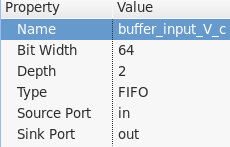 Property Value
Name buffer_input_V_c
Bit Width 64
Depth 2
Type FIFO
Source Port in
Sink Port out